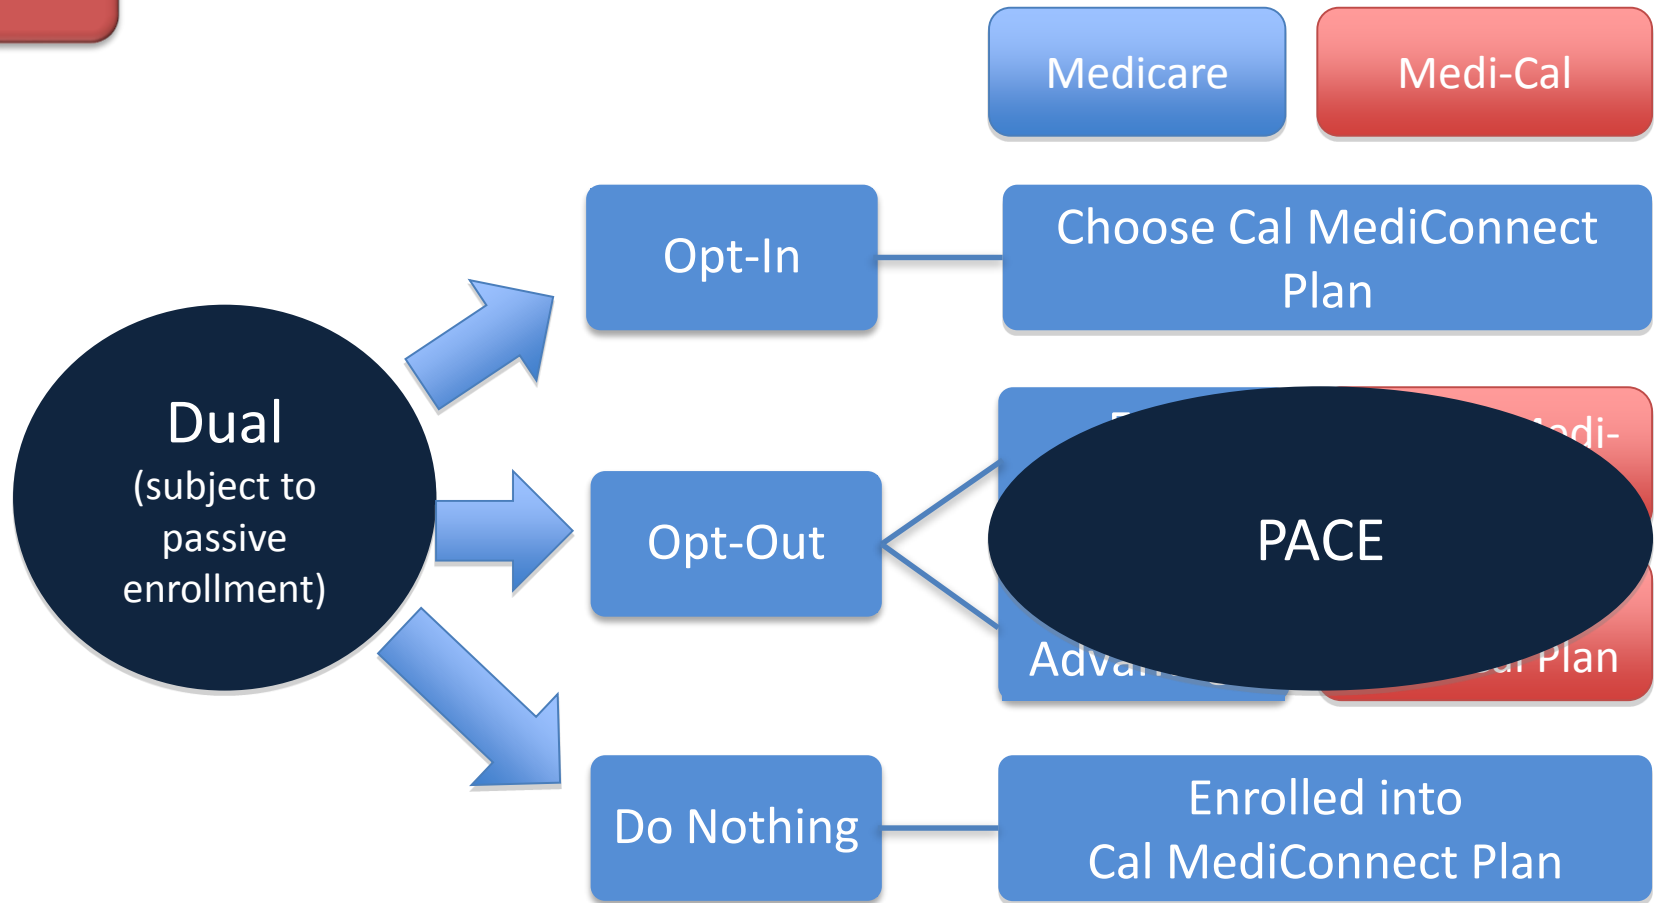 Medicare
Medi-Cal
Opt-In
Choose Cal MediConnect
Plan
Dual
(subject to
passive
enrollment)
Opt-Out
PACE
Plan
Do Nothing
Enrolled into
Cal MediConnect Plan